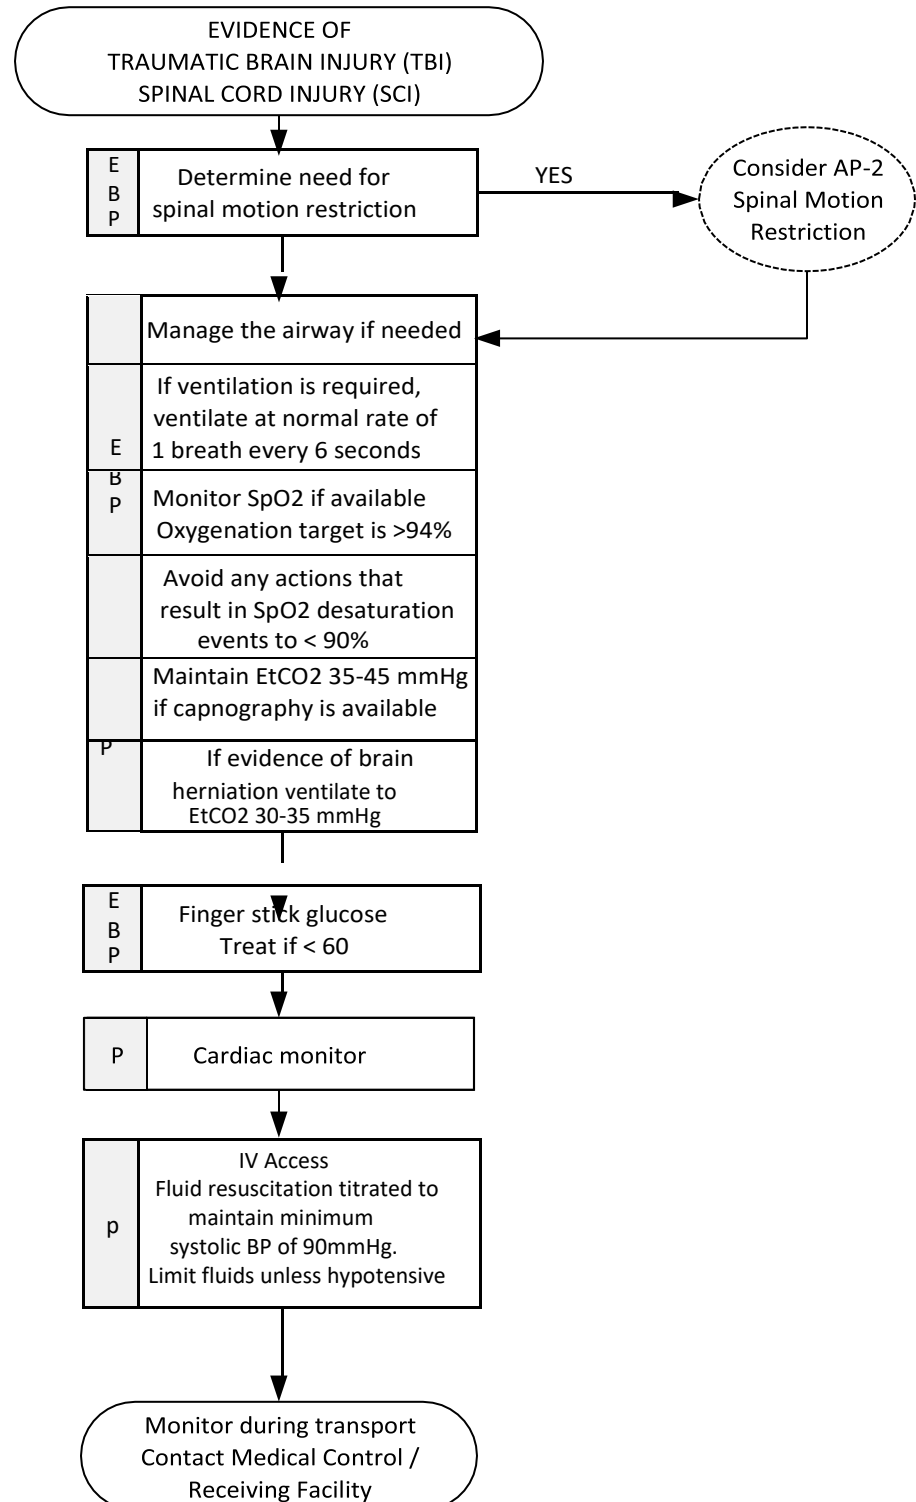 EVIDENCE OF
TRAUMATIC BRAIN INJURY (TBI)
SPINAL CORD INJURY (SCI)
E
B
P
Determine need for
spinal motion restriction
YES
Consider AP-2
Spinal Motion
Restriction
Manage the airway if needed
If ventilation is required,
ventilate at normal rate of
1 breath every 6 seconds
E
B
P
Monitor SpO2 if available
Oxygenation target is >94%
Avoid any actions that
result in SpO2 desaturation
events to < 90%
Maintain EtCO2 35-45 mmHg
if capnography is available
P
If evidence of brain
herniation ventilate to
EtCO2 30-35 mmHg
E
B
P
Finger stick glucose
Treat if < 60
P
Cardiac monitor
p
IV Access
Fluid resuscitation titrated to
maintain minimum
systolic BP of 90mmHg.
Limit fluids unless hypotensive
Monitor during transport
Contact Medical Control /
Receiving Facility